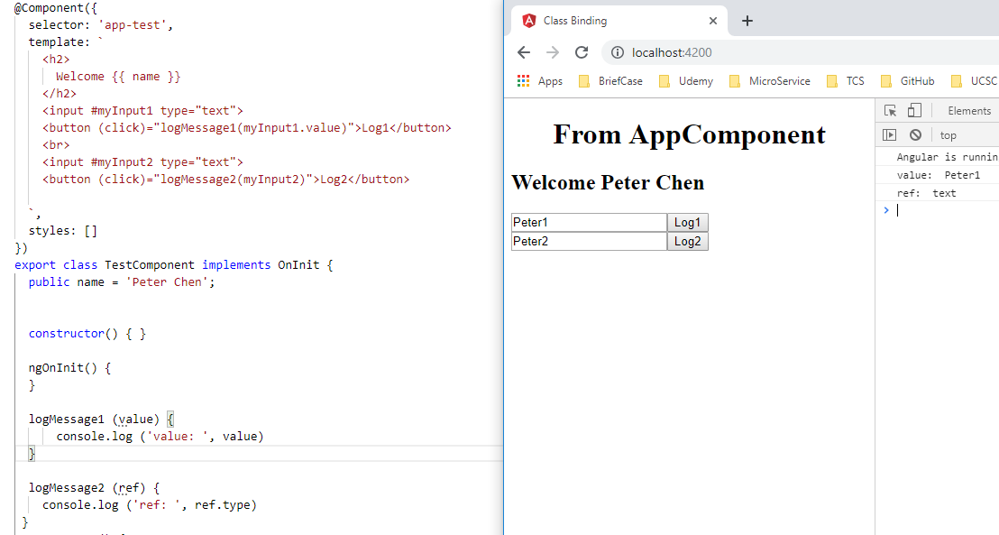 @Component({
selector: 'app-test',
template: `
<h2>
Welcome {{ name }}
</h2>
<input #myInput1 type="text">
<button (click)="logMessage1(myInput1.value)">Log1</button>
<br>
<input #myInput2 type="text">
<button (click)="logMessage2(myInput2)">Log2</button>
`,
styles: []
})
export class TestComponent implements OnInit {
public name = 'Peter Chen';
constructor() { }
ngOnInit() {
}
logMessage1 (value) {
console.log ('value: ', value)
}
logMessage2 (ref) {
console.log ('ref: ', ref.type)
}
Class Binding
localhost:4200
Apps BriefCase Udemy MicroService TCS GitHub UCSC
From AppComponent
Welcome Peter Chen
Peter1 Log1
Peter2 Log2
Elements
top
Angular is runnin
value: Peter1
ref: text